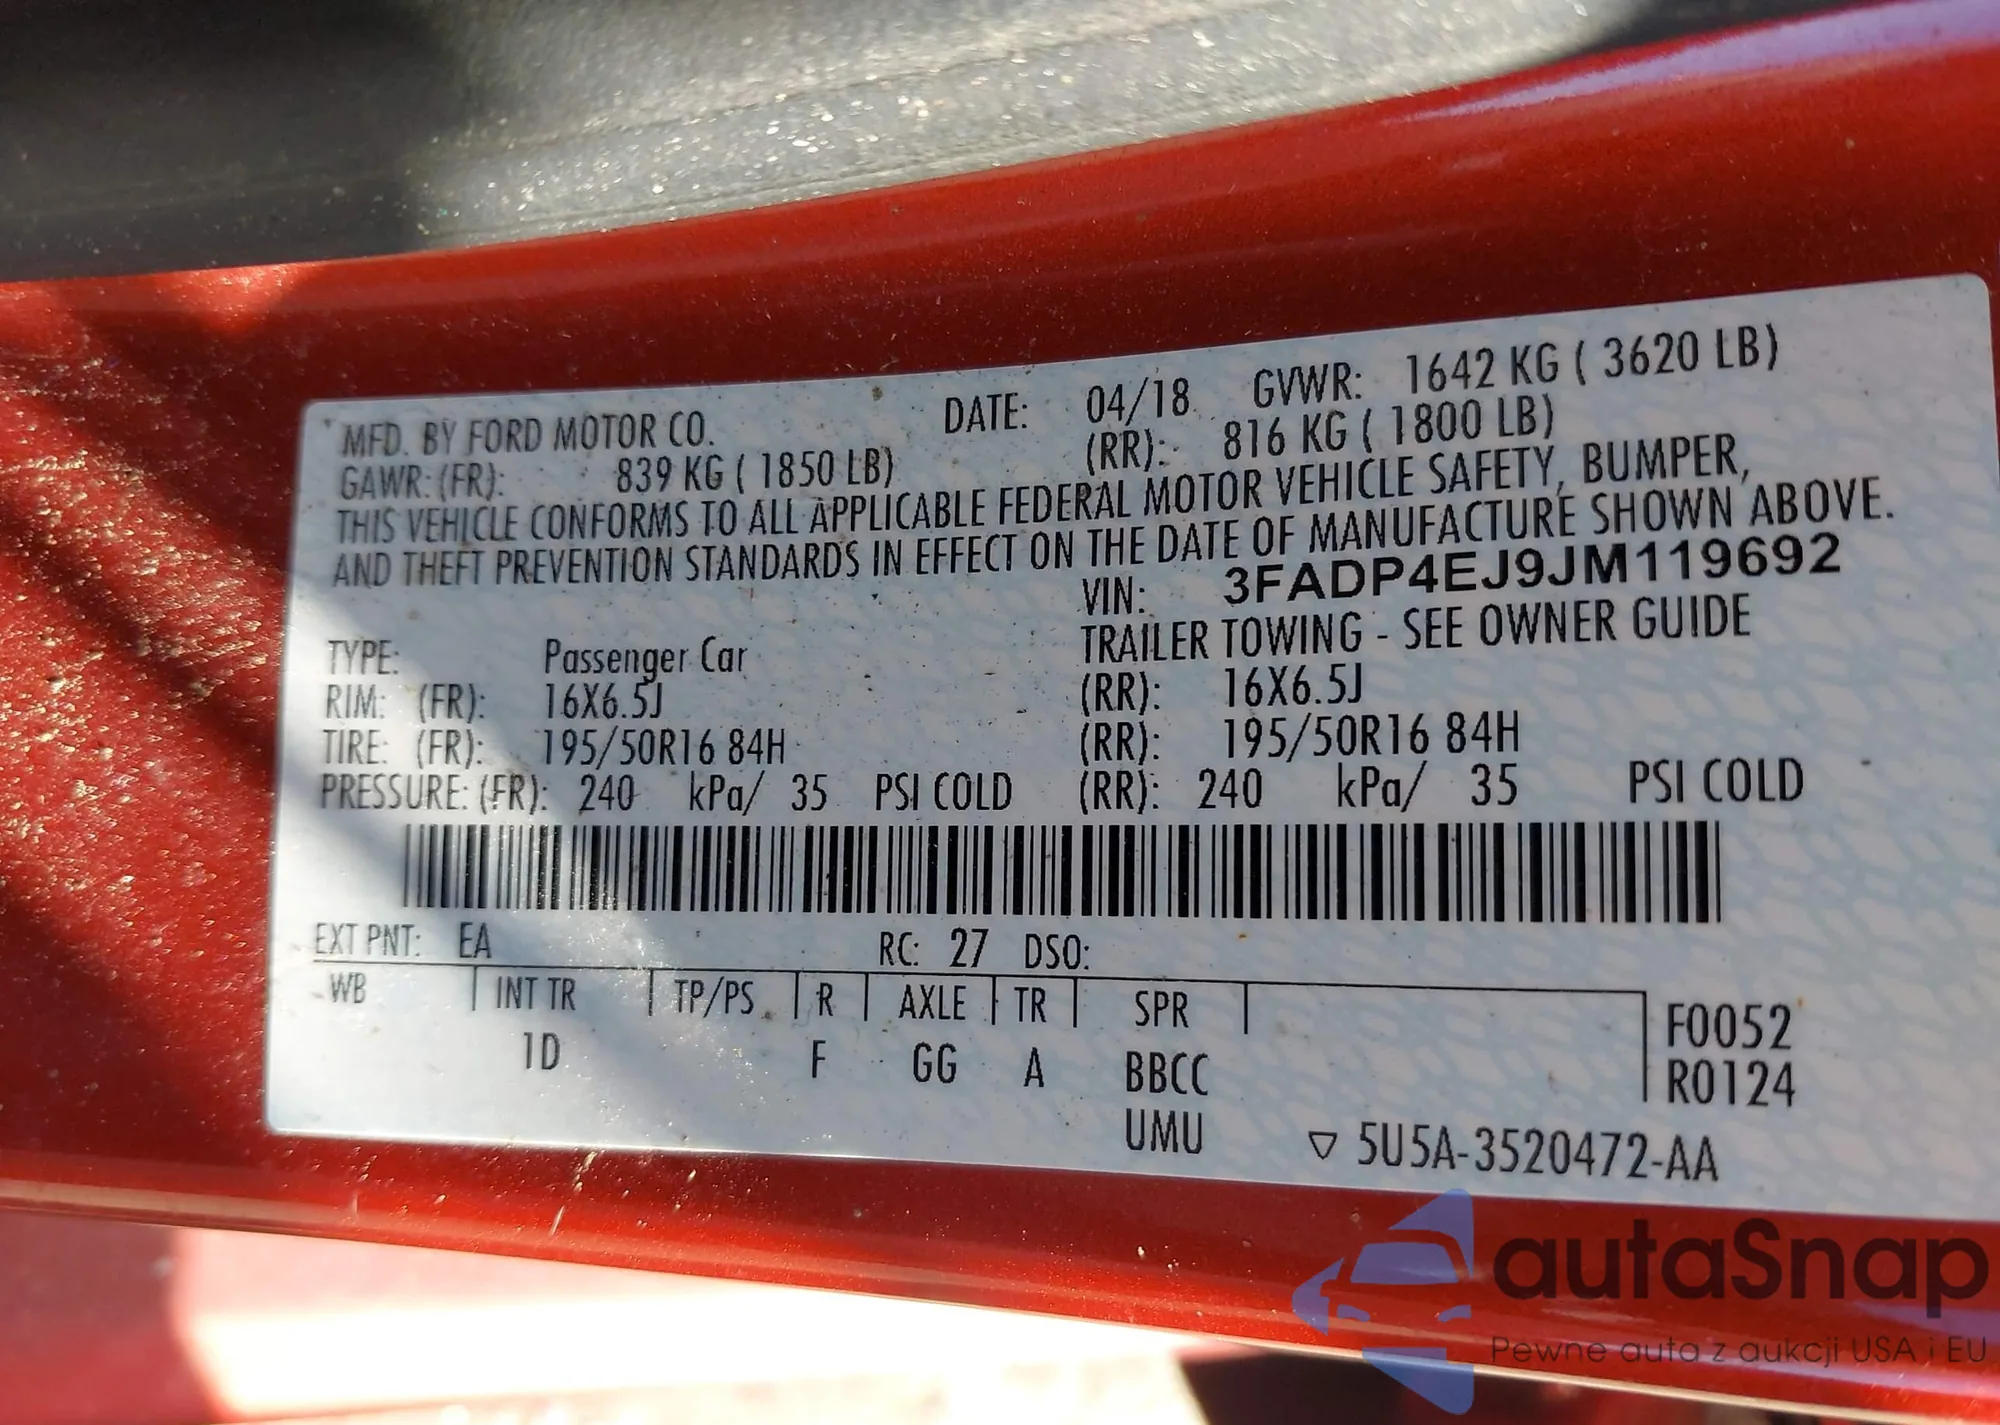 MFD. BY FORD MOTOR CO. DATE: 04/18 GVWR: 1642 KG ( 3620 LB)
GAWR: (FR): 839 KG ( 1850 LB) (RR): 816 KG ( 1800 LB)
THIS VEHICLE CONFORMS TO ALL APPLICABLE FEDERAL MOTOR VEHICLE SAFETY, BUMPER,
AND THEFT PREVENTION STANDARDS IN EFFECT ON THE DATE OF MANUFACTURE SHOWN ABOVE.
VIN: 3FADP4EJ9JM119692
TYPE: Passenger Car TRAILER TOWING - SEE OWNER GUIDE
RIM: (FR): 16X6.5J (RR): 16X6.5J
TIRE: (FR): 195/50R16 84H (RR): 195/50R16 84H
PRESSURE: (FR): 240 kPa/ 35 PSI COLD (RR): 240 kPa/ 35 PSI COLD
EXT PNT: EA RC: 27 DSO:
WB INT TR TP/PS R AXLE TR SPR F0052
1D F GG A BBCC R0124
UMU ▽ 5U5A-3520472-AA
autaSnap
Pewne auta z aukcji USA i EU